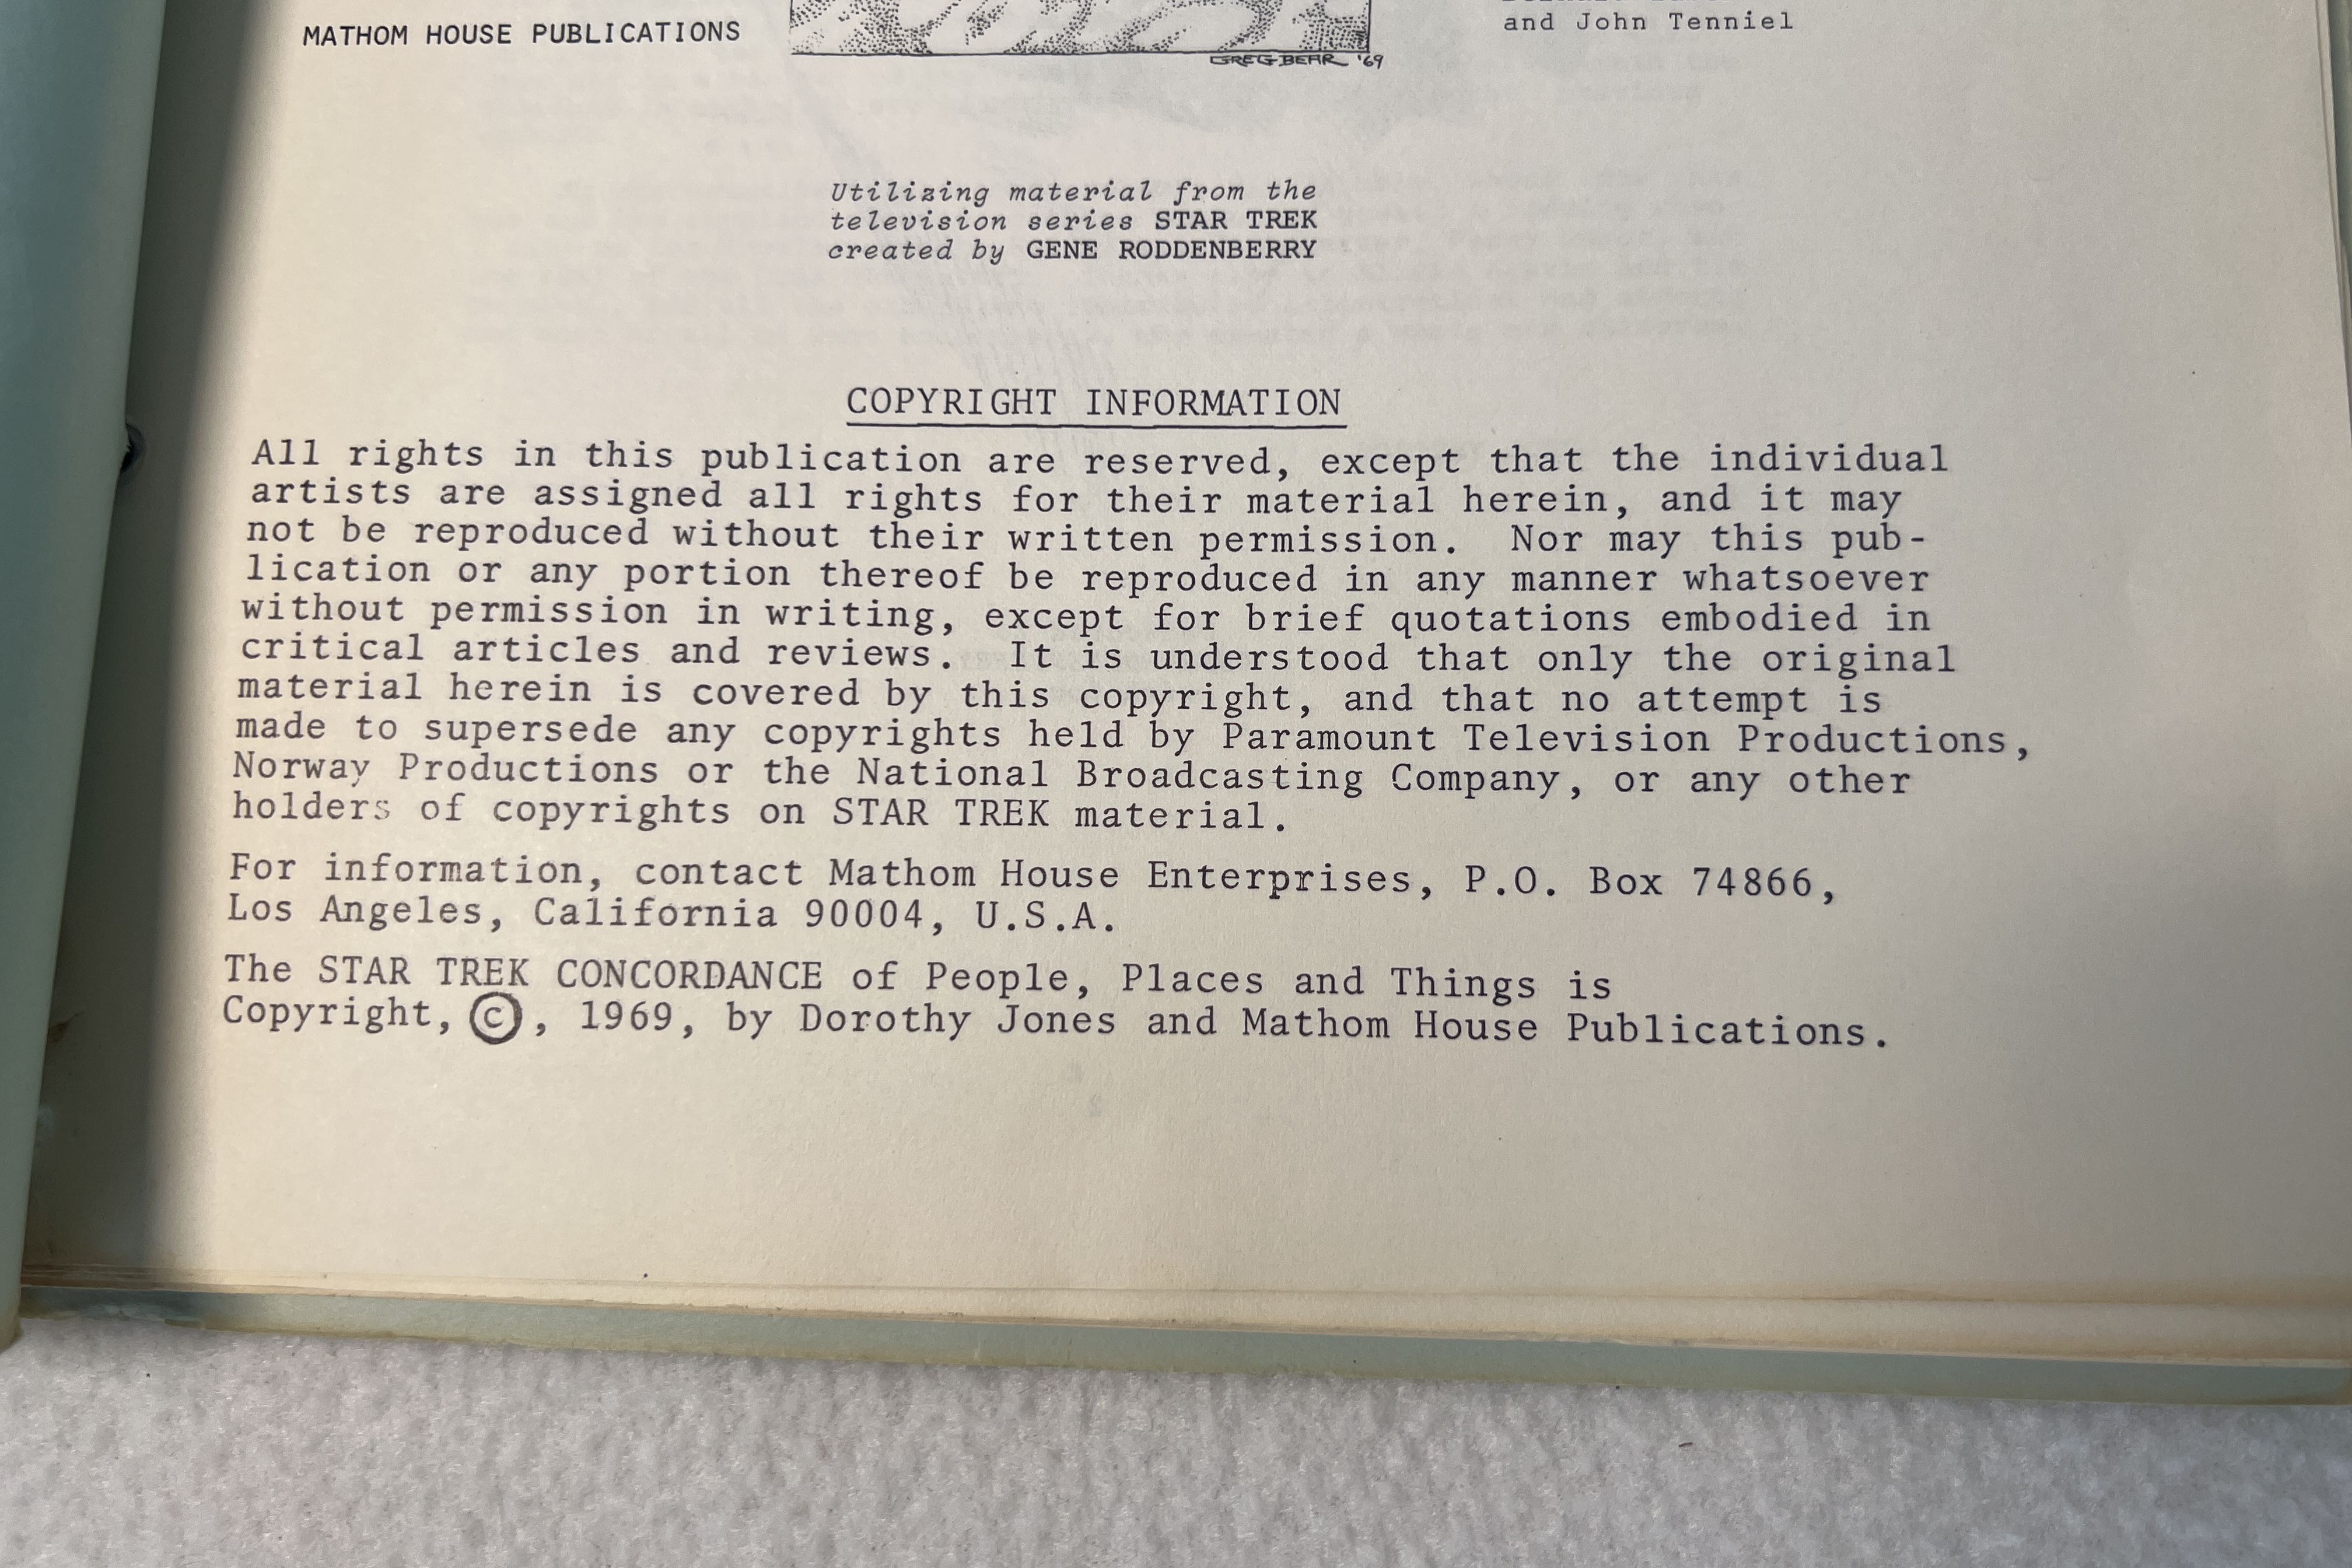 MATHOM HOUSE PUBLICATIONS
and John Tenniel
GREG BEAR '69
Utilizing material from the
television series STAR TREK
created by GENE RODDENBERRY
COPYRIGHT INFORMATION
All rights in this publication are reserved, except that the individual
artists are assigned all rights for their material herein, and it may
not be reproduced without their written permission.  Nor may this pub-
lication or any portion thereof be reproduced in any manner whatsoever
without permission in writing, except for brief quotations embodied in
critical articles and reviews.  It is understood that only the original
material herein is covered by this copyright, and that no attempt is
made to supersede any copyrights held by Paramount Television Productions,
Norway Productions or the National Broadcasting Company, or any other
holders of copyrights on STAR TREK material.
For information, contact Mathom House Enterprises, P.O. Box 74866,
Los Angeles, California 90004, U.S.A.
The STAR TREK CONCORDANCE of People, Places and Things is
Copyright, ©, 1969, by Dorothy Jones and Mathom House Publications.